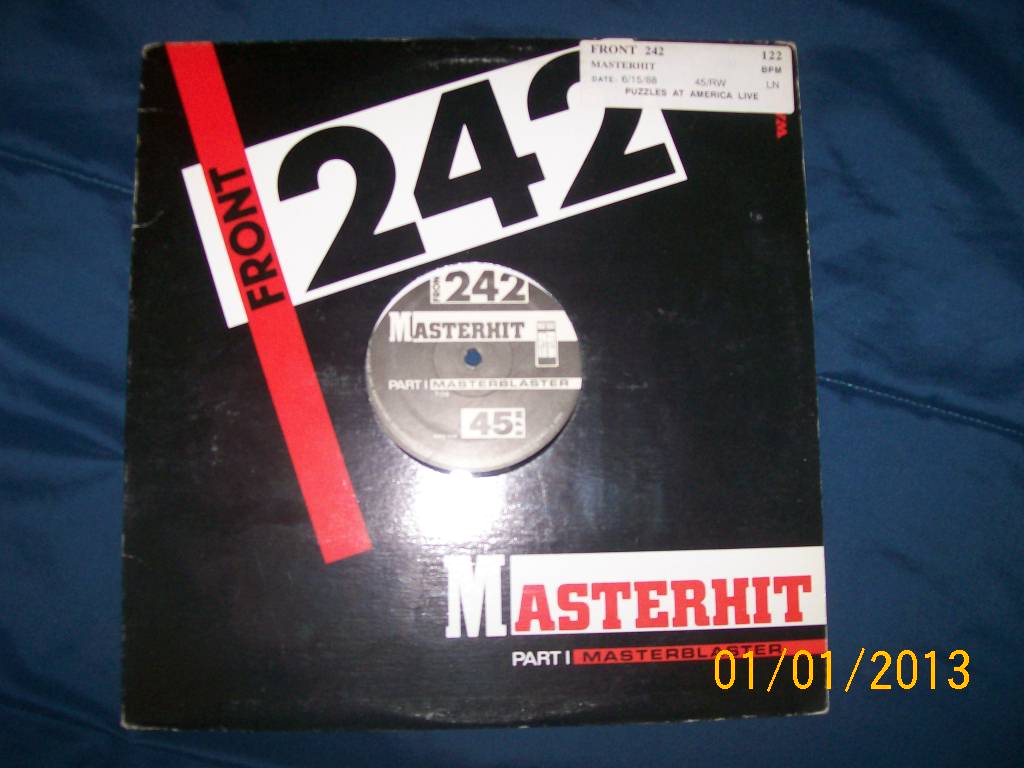 FRONT 242 122
MASTERHIT BPM
DATE: 6/15/88 45/RW LN
PUZZLES AT AMERICA LIVE
FRONT 242
242
MASTERHIT
PART I MASTERBLASTER
45
MASTERHIT
PART I MASTERBLASTER
01/01/2013